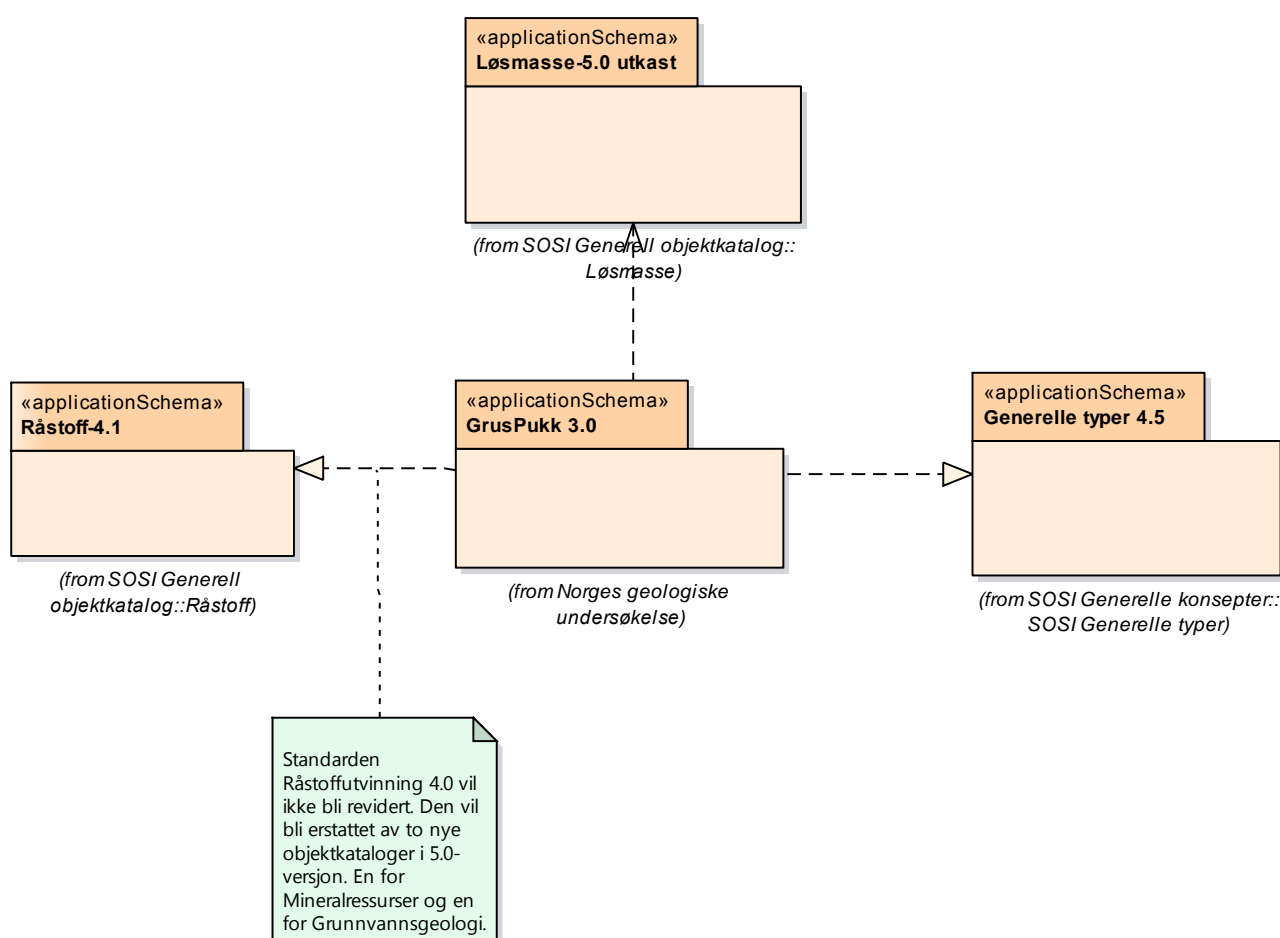 «applicationSchema»
Løsmasse-5.0 utkast
(from SOSI Generell objektkatalog::
Løsmasse)
«applicationSchema»
Råstoff-4.1
(from SOSI Generell
objektkatalog::Råstoff)
«applicationSchema»
GrusPukk 3.0
(from Norges geologiske
undersøkelse)
«applicationSchema»
Generelle typer 4.5
(from SOSI Generelle konsepter::
SOSI Generelle typer)
Standarden
Råstoffutvinning 4.0 vil
ikke bli revidert. Den vil
bli erstattet av to nye
objektkataloger i 5.0-
versjon. En for
Mineralressurser og en
for Grunnvannsgeologi.